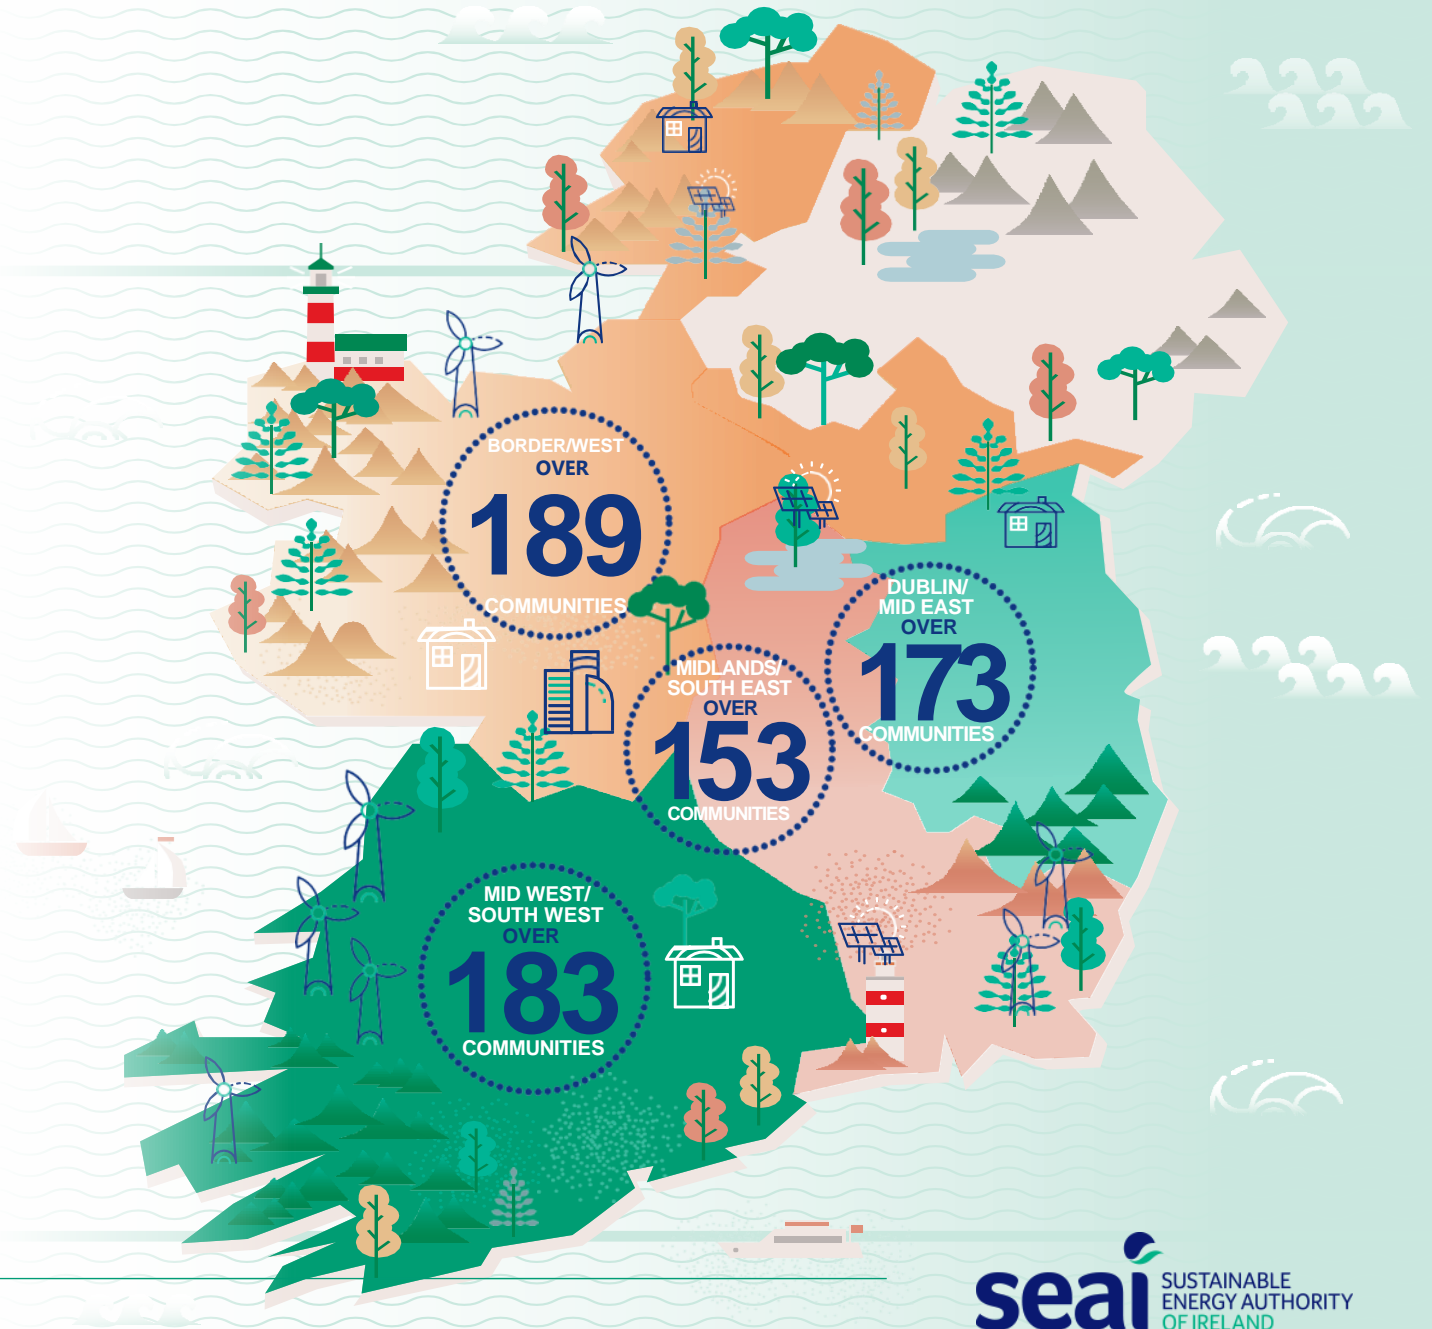 BORDER/WEST
OVER
189
COMMUNITIES
DUBLIN/
MID EAST
OVER
173
COMMUNITIES
MIDLANDS/
SOUTH EAST
OVER
153
COMMUNITIES
MID WEST/
SOUTH WEST
OVER
183
COMMUNITIES
seai
SUSTAINABLE
ENERGY AUTHORITY
OF IRELAND